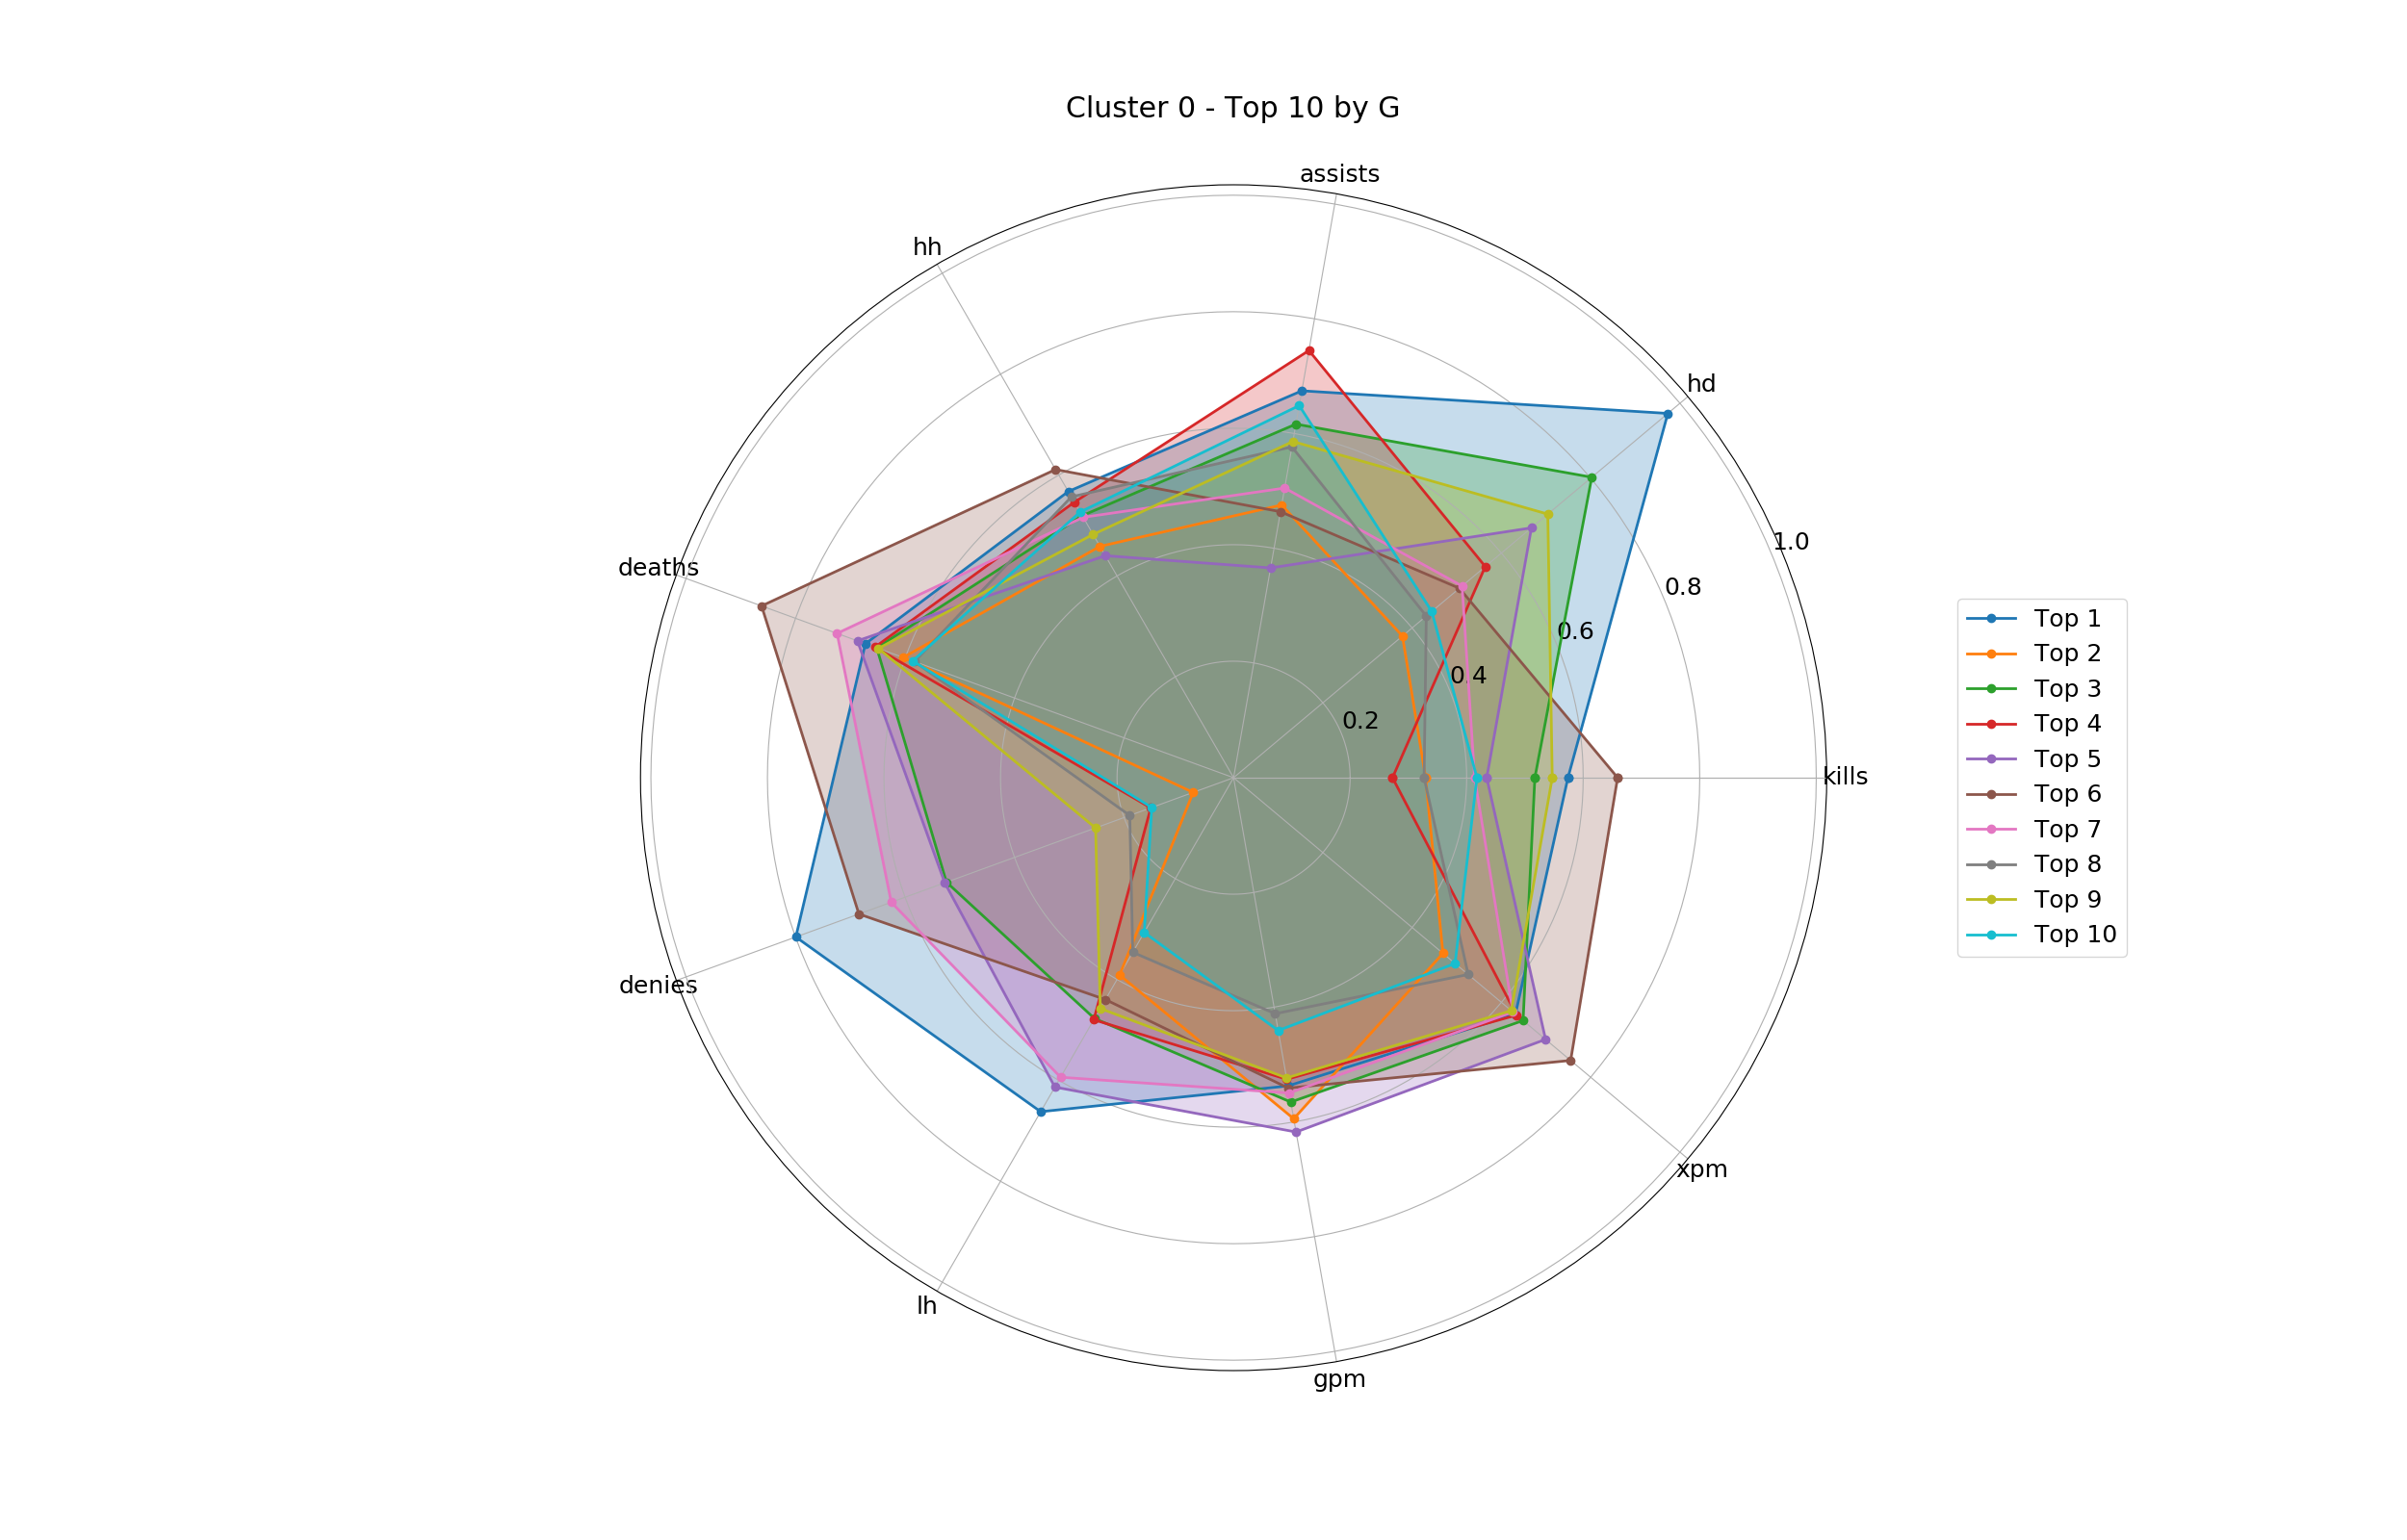 Cluster 0 - Top 10 by G
assists
hh
hd
1.0
deaths
0.8
0.6
0.4
0.2
kills
denies
xpm
lh
gpm
Top 1
Top 2
Top 3
Top 4
Top 5
Top 6
Top 7
Top 8
Top 9
Top 10